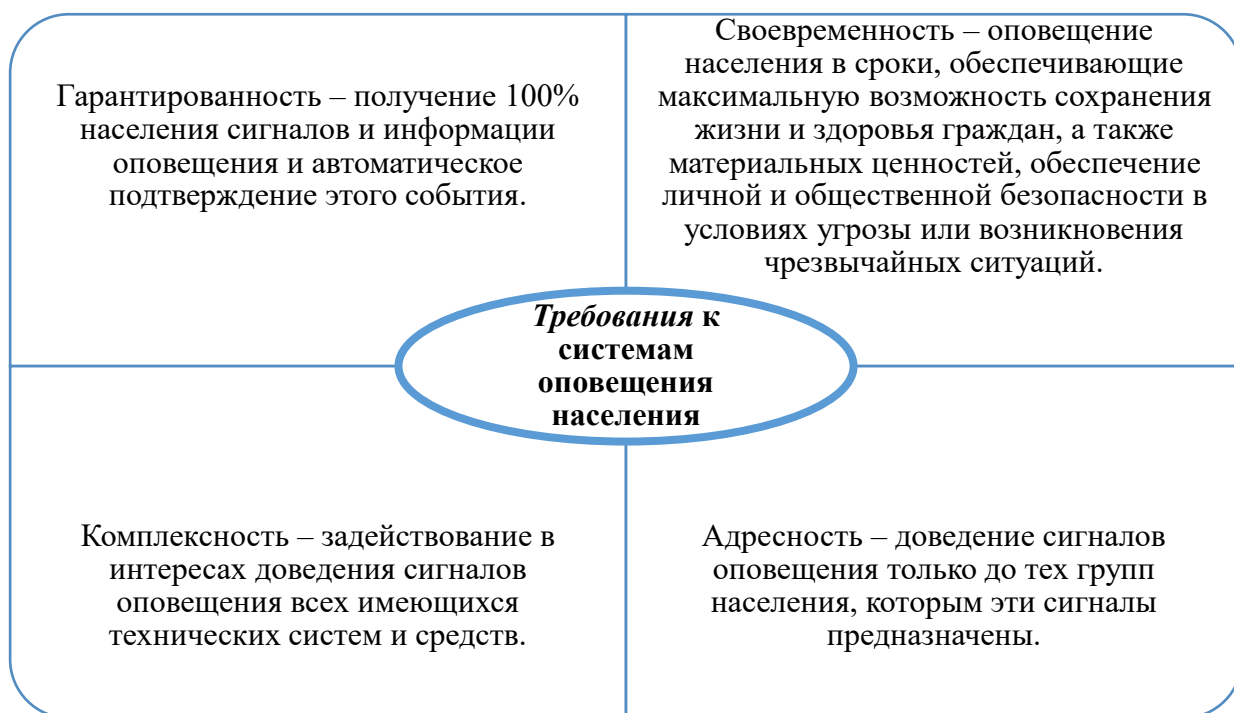 Гарантированность – получение 100%
населения сигналов и информации
оповещения и автоматическое
подтверждение этого события.
Своевременность – оповещение
населения в сроки, обеспечивающие
максимальную возможность сохранения
жизни и здоровья граждан, а также
материальных ценностей, обеспечение
личной и общественной безопасности в
условиях угрозы или возникновения
чрезвычайных ситуаций.
Требования к
системам
оповещения
населения
Комплексность – задействование в
интересах доведения сигналов
оповещения всех имеющихся
технических систем и средств.
Адресность – доведение сигналов
оповещения только до тех групп
населения, которым эти сигналы
предназначены.